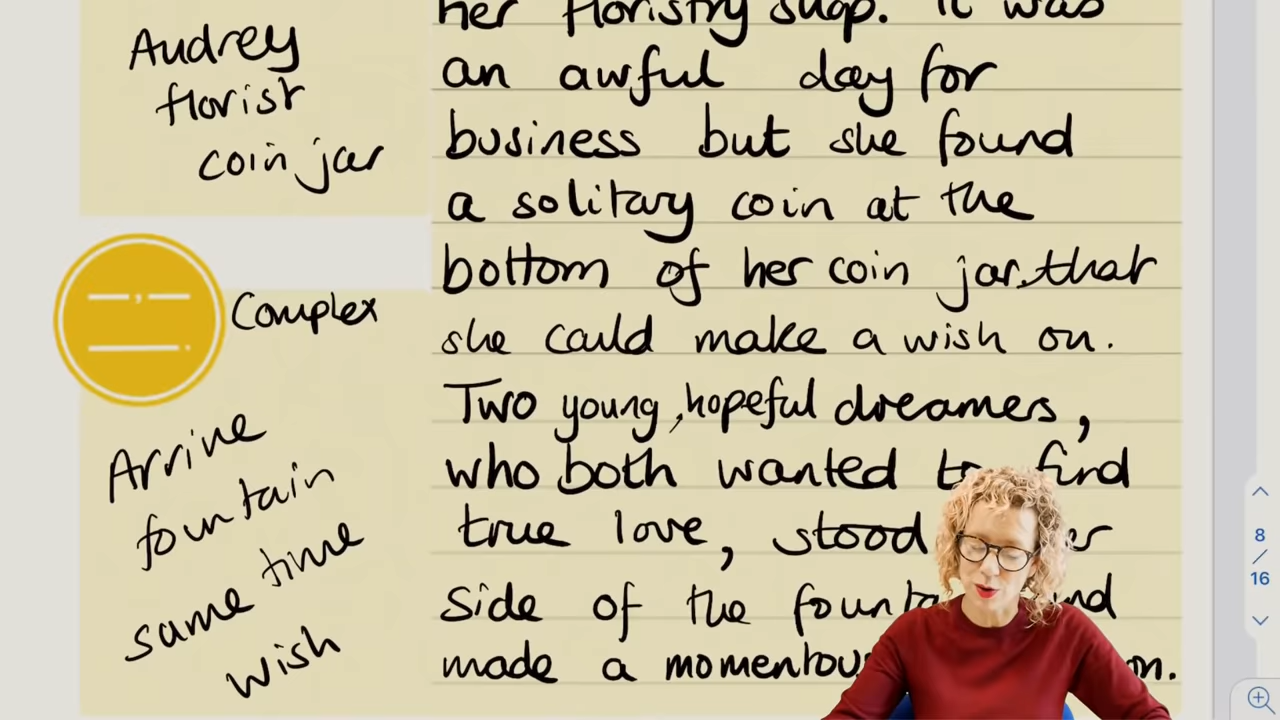 Audrey
florist
coin jar
Complex
Arrive
fountain
same time
wish
her floristry shop. It was
an awful day for
business but she found
a solitary coin at the
bottom of her coin jar, that
she could make a wish on.
Two young, hopeful dreamers,
who both wanted to find
true love, stood
side of the
made a momentous
8
/
16